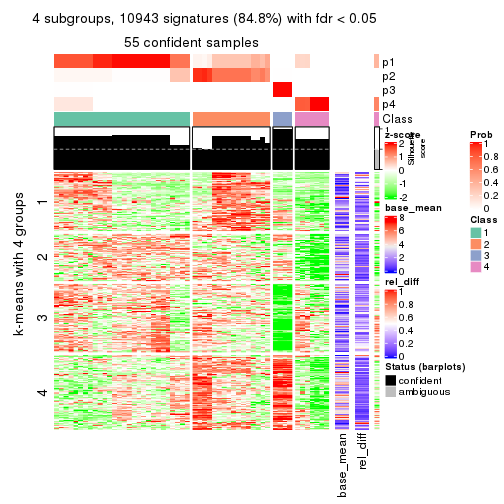 4 subgroups, 10943 signatures (84.8%) with fdr < 0.05
55 confident samples
p1
p2
p3
p4
Class
1
Silhouette
score
z-score
2
1
0
-1
-2
Prob
1
0.8
0.6
0.4
0.2
0
base_mean
8
6
4
2
0
Class
1
2
3
4
rel_diff
1
0.8
0.6
0.4
0.2
0
Status (barplots)
confident
ambiguous
k-means with 4 groups
1
2
3
4
base_mean
rel_diff